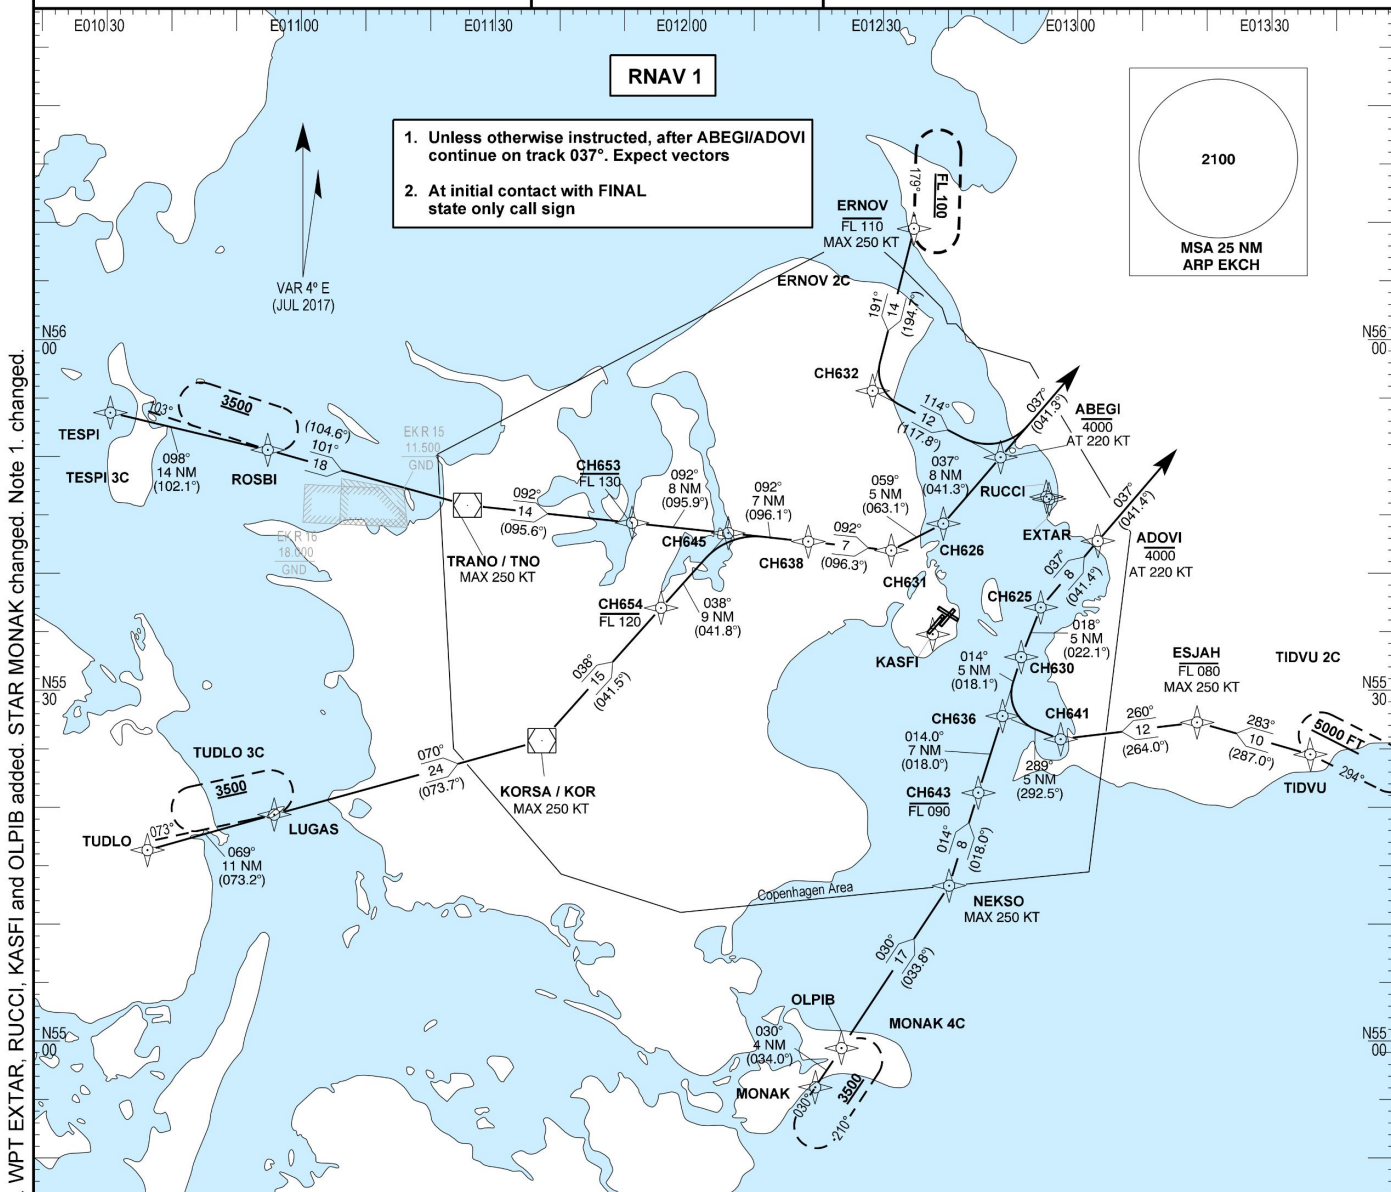 E010:30
E011:00
E011:30
E012:00
E012:30
E013:00
E013:30
RNAV 1
1. Unless otherwise instructed, after ABEGI/ADOVI
continue on track 037°. Expect vectors
2. At initial contact with FINAL
state only call sign
2100
MSA 25 NM
ARP EKCH
VAR 4° E
(JUL 2017)
179°
FL 100
ERNOV
FL 110
MAX 250 KT
ERNOV 2C
191°
14
(194.7°)
N56
00
N56
00
CH632
114°
12
(117.8°)
037°
(041.3°)
ABEGI
4000
AT 220 KT
TESPI
103°
3500
TESPI 3C
098°
14 NM
(102.1°)
ROSBI
(104.6°)
101°
18
EK R 15
11.500
GND
EK R 16
18.000
GND
TRANO / TNO
MAX 250 KT
092°
14
(095.6°)
CH653
FL 130
092°
8 NM
(095.9°)
CH645
092°
7 NM
(096.1°)
CH638
092°
7
(096.3°)
CH631
059°
5 NM
(063.1°)
037°
8 NM
(041.3°)
CH626
RUCCI
EXTAR
037°
(041.4°)
ADOVI
4000
AT 220 KT
037°
8
(041.4°)
CH625
CH654
FL 120
038°
9 NM
(041.8°)
038°
15
(041.5°)
KASFI
018°
5 NM
(022.1°)
014°
5 NM
(018.1°)
CH630
ESJAH
FL 080
MAX 250 KT
TIDVU 2C
N55
30
N55
30
CH636
CH641
260°
12
(264.0°)
283°
10
(287.0°)
5000 FT
294°
TIDVU
289°
5 NM
(292.5°)
014.0°
7 NM
(018.0°)
CH643
FL 090
TUDLO 3C
3500
070°
24
(073.7°)
KORSA / KOR
MAX 250 KT
TUDLO
073°
LUGAS
069°
11 NM
(073.2°)
014°
8
(018.0°)
Copenhagen Area
NEKSO
MAX 250 KT
030°
17
(033.8°)
OLPIB
MONAK 4C
030°
4 NM
(034.0°)
MONAK
030°
3500
210°
N55
00
N55
00
WPT EXTAR, RUCCI, KASFI and OLPIB added. STAR MONAK changed. Note 1. changed.